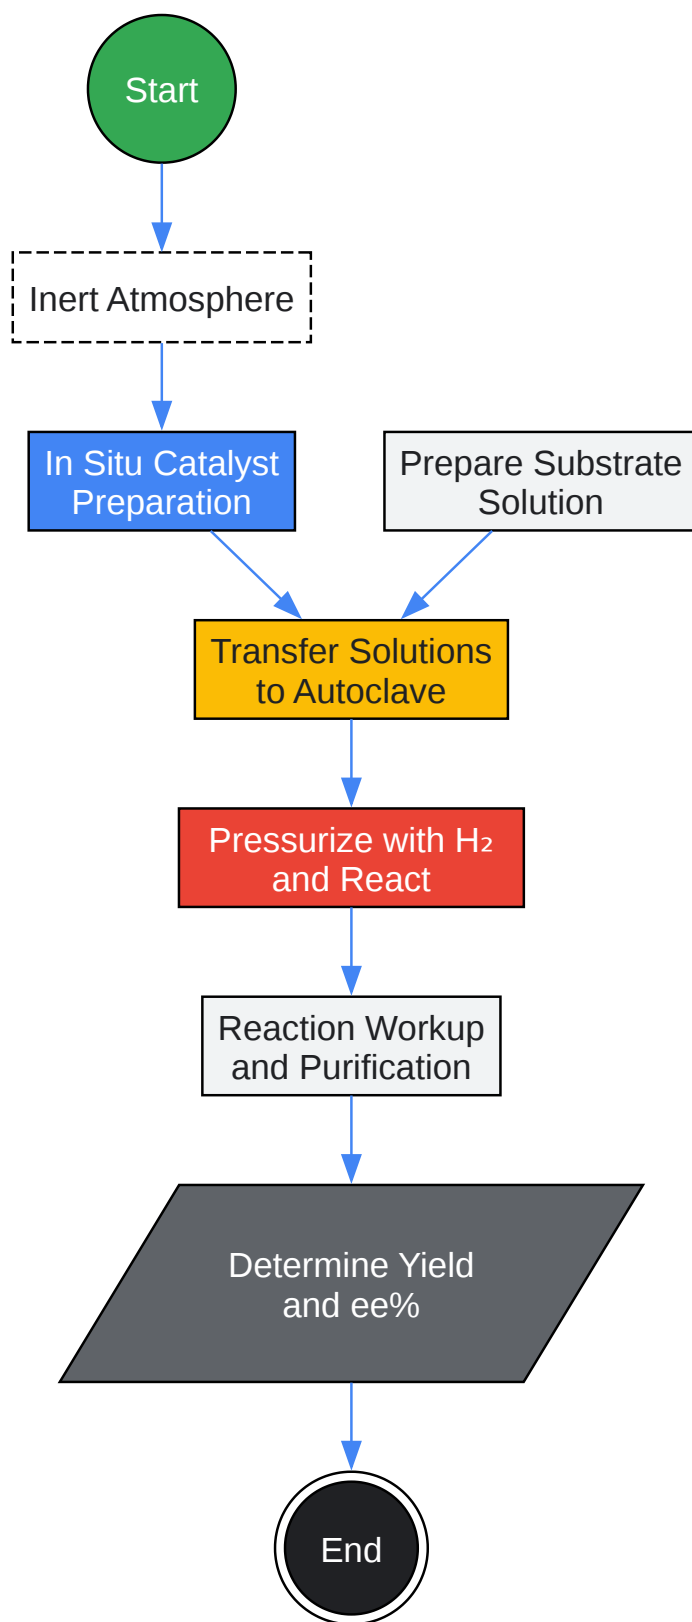 Start
Inert Atmosphere
In Situ Catalyst
Preparation
Prepare Substrate
Solution
Transfer Solutions
to Autoclave
Pressurize with H₂
and React
Reaction Workup
and Purification
Determine Yield
and ee%
End